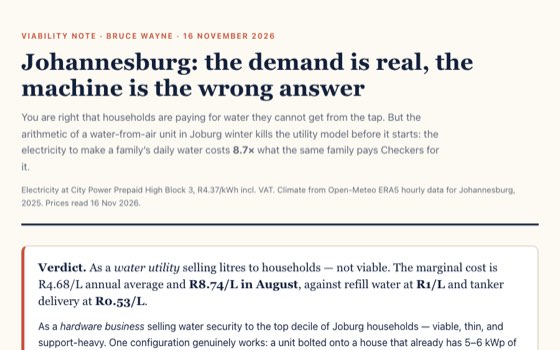 VIABILITY NOTE · BRUCE WAYNE · 16 NOVEMBER 2026
Johannesburg: the demand is real, the
machine is the wrong answer
You are right that households are paying for water they cannot get from the tap. But the
arithmetic of a water-from-air unit in Joburg winter kills the utility model before it starts: the
electricity to make a family's daily water costs 8.7× what the same family pays Checkers for
it.
Electricity at City Power Prepaid High Block 3, R4.37/kWh incl. VAT. Climate from Open-Meteo ERA5 hourly data for Johannesburg,
2025. Prices read 16 Nov 2026.
Verdict. As a water utility selling litres to households — not viable. The marginal cost is
R4.68/L annual average and R8.74/L in August, against refill water at R1/L and tanker
delivery at R0.53/L.
As a hardware business selling water security to the top decile of Joburg households — viable, thin, and
support-heavy. One configuration genuinely works: a unit bolted onto a house that already has 5–6 kWp of